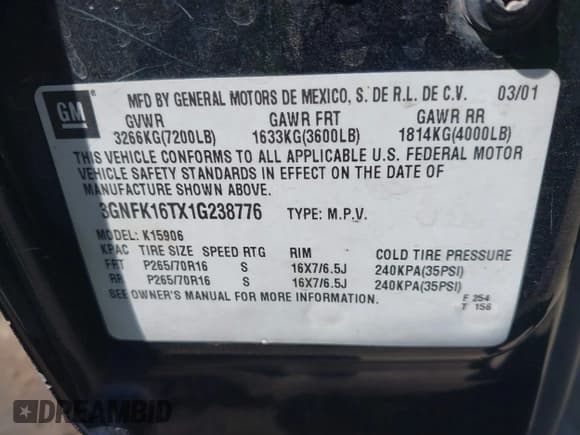 GM
MFD BY GENERAL MOTORS DE MEXICO, S. DE R.L. DE C.V. 03/01
GVWR GAWR FRT GAWR RR
3266KG(7200LB) 1633KG(3600LB) 1814KG(4000LB)
THIS VEHICLE CONFORMS TO ALL APPLICABLE U.S. FEDERAL MOTOR
VEHICLE SAFETY STANDARDS IN EFFECT ON THE DATE OF
MANUFACTURE SHOWN ABOVE.
3GNFK16TX1G238776 TYPE: M.P.V.
MODEL: K15906
KPAC TIRE SIZE SPEED RTG RIM COLD TIRE PRESSURE
FRT P265/70R16 S 16X7/6.5J 240KPA(35PSI)
RR P265/70R16 S 16X7/6.5J 240KPA(35PSI)
SEE OWNER'S MANUAL FOR MORE INFORMATION.
F 254
T 156
DREAMBID